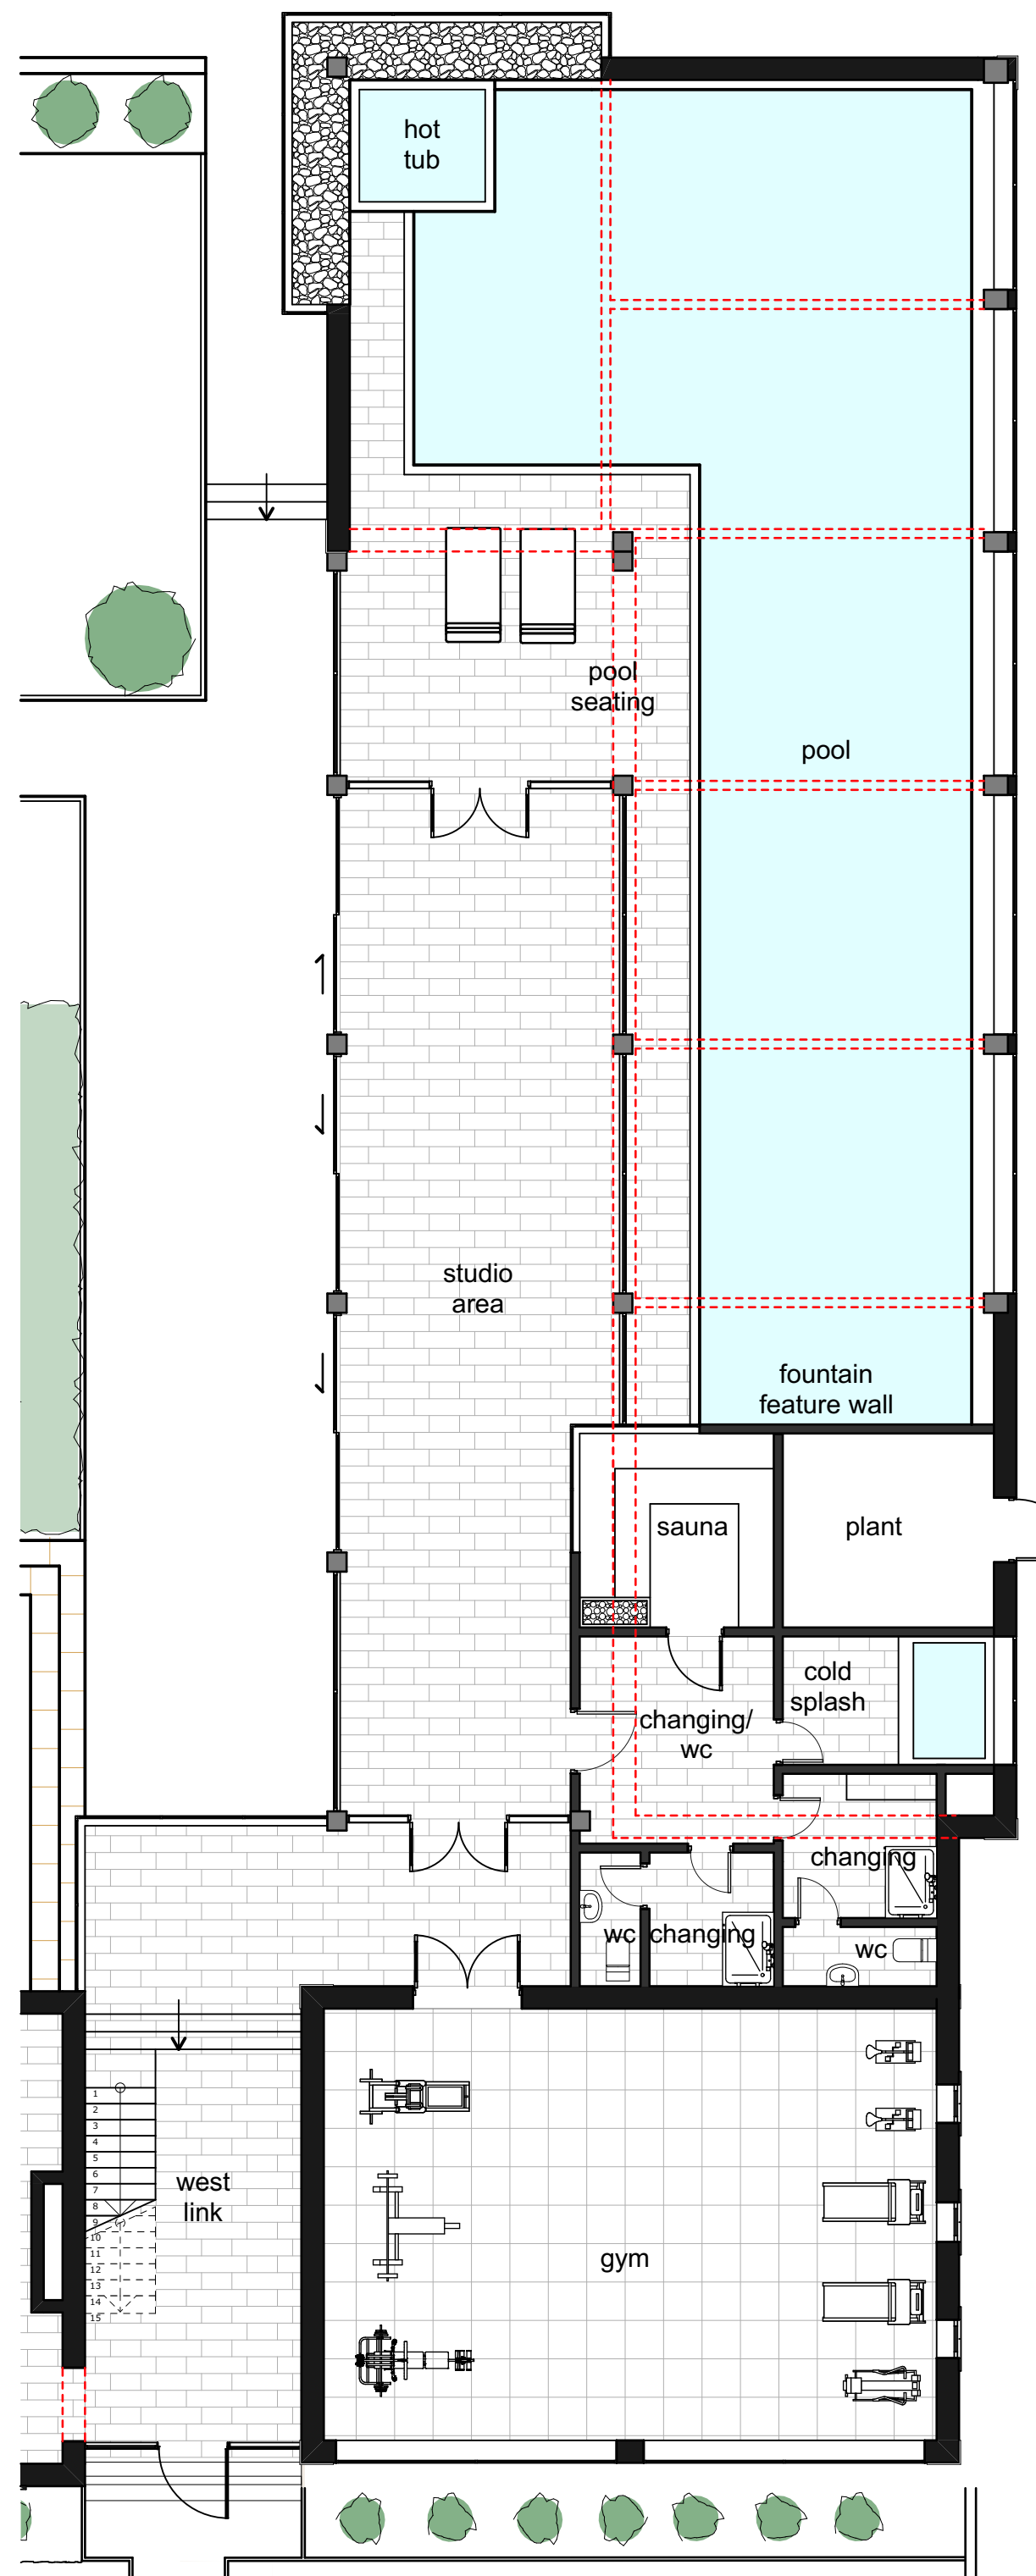 hot
tub
pool
seating
pool
studio
area
fountain
feature wall
sauna
plant
cold
splash
changing/
wc
changing
wc
changing
wc
1
2
3
4
5
6
7
8
9
10
11
12
13
14
15
west
link
gym